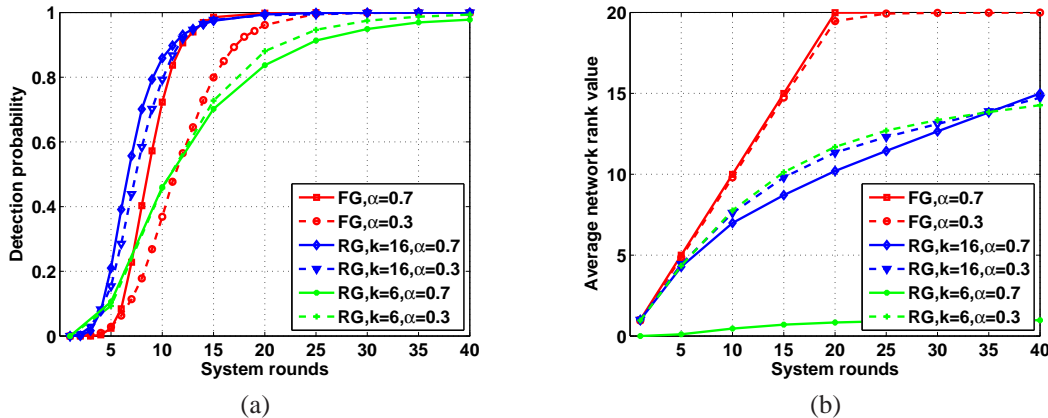 Detection probability
1
0.8
0.6
0.4
0.2
0
5 10 15 20 25 30 35 40
System rounds
FG,α=0.7
FG,α=0.3
RG,k=16,α=0.7
RG,k=16,α=0.3
RG,k=6,α=0.7
RG,k=6,α=0.3
(a)
Average network rank value
20
15
10
5
0
5 10 15 20 25 30 35 40
System rounds
FG,α=0.7
FG,α=0.3
RG,k=16,α=0.7
RG,k=16,α=0.3
RG,k=6,α=0.7
RG,k=6,α=0.3
(b)